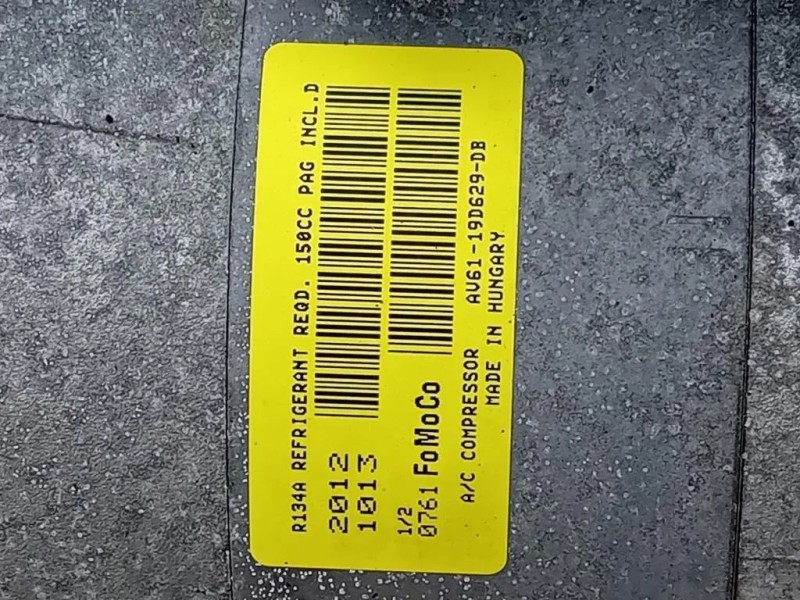 R134A REFRIGERANT REQD. 150CC PAG INCL.D
2012
1013
1/2
0761 FoMoCo
A/C COMPRESSOR AV61-19D629-DB
MADE IN HUNGARY